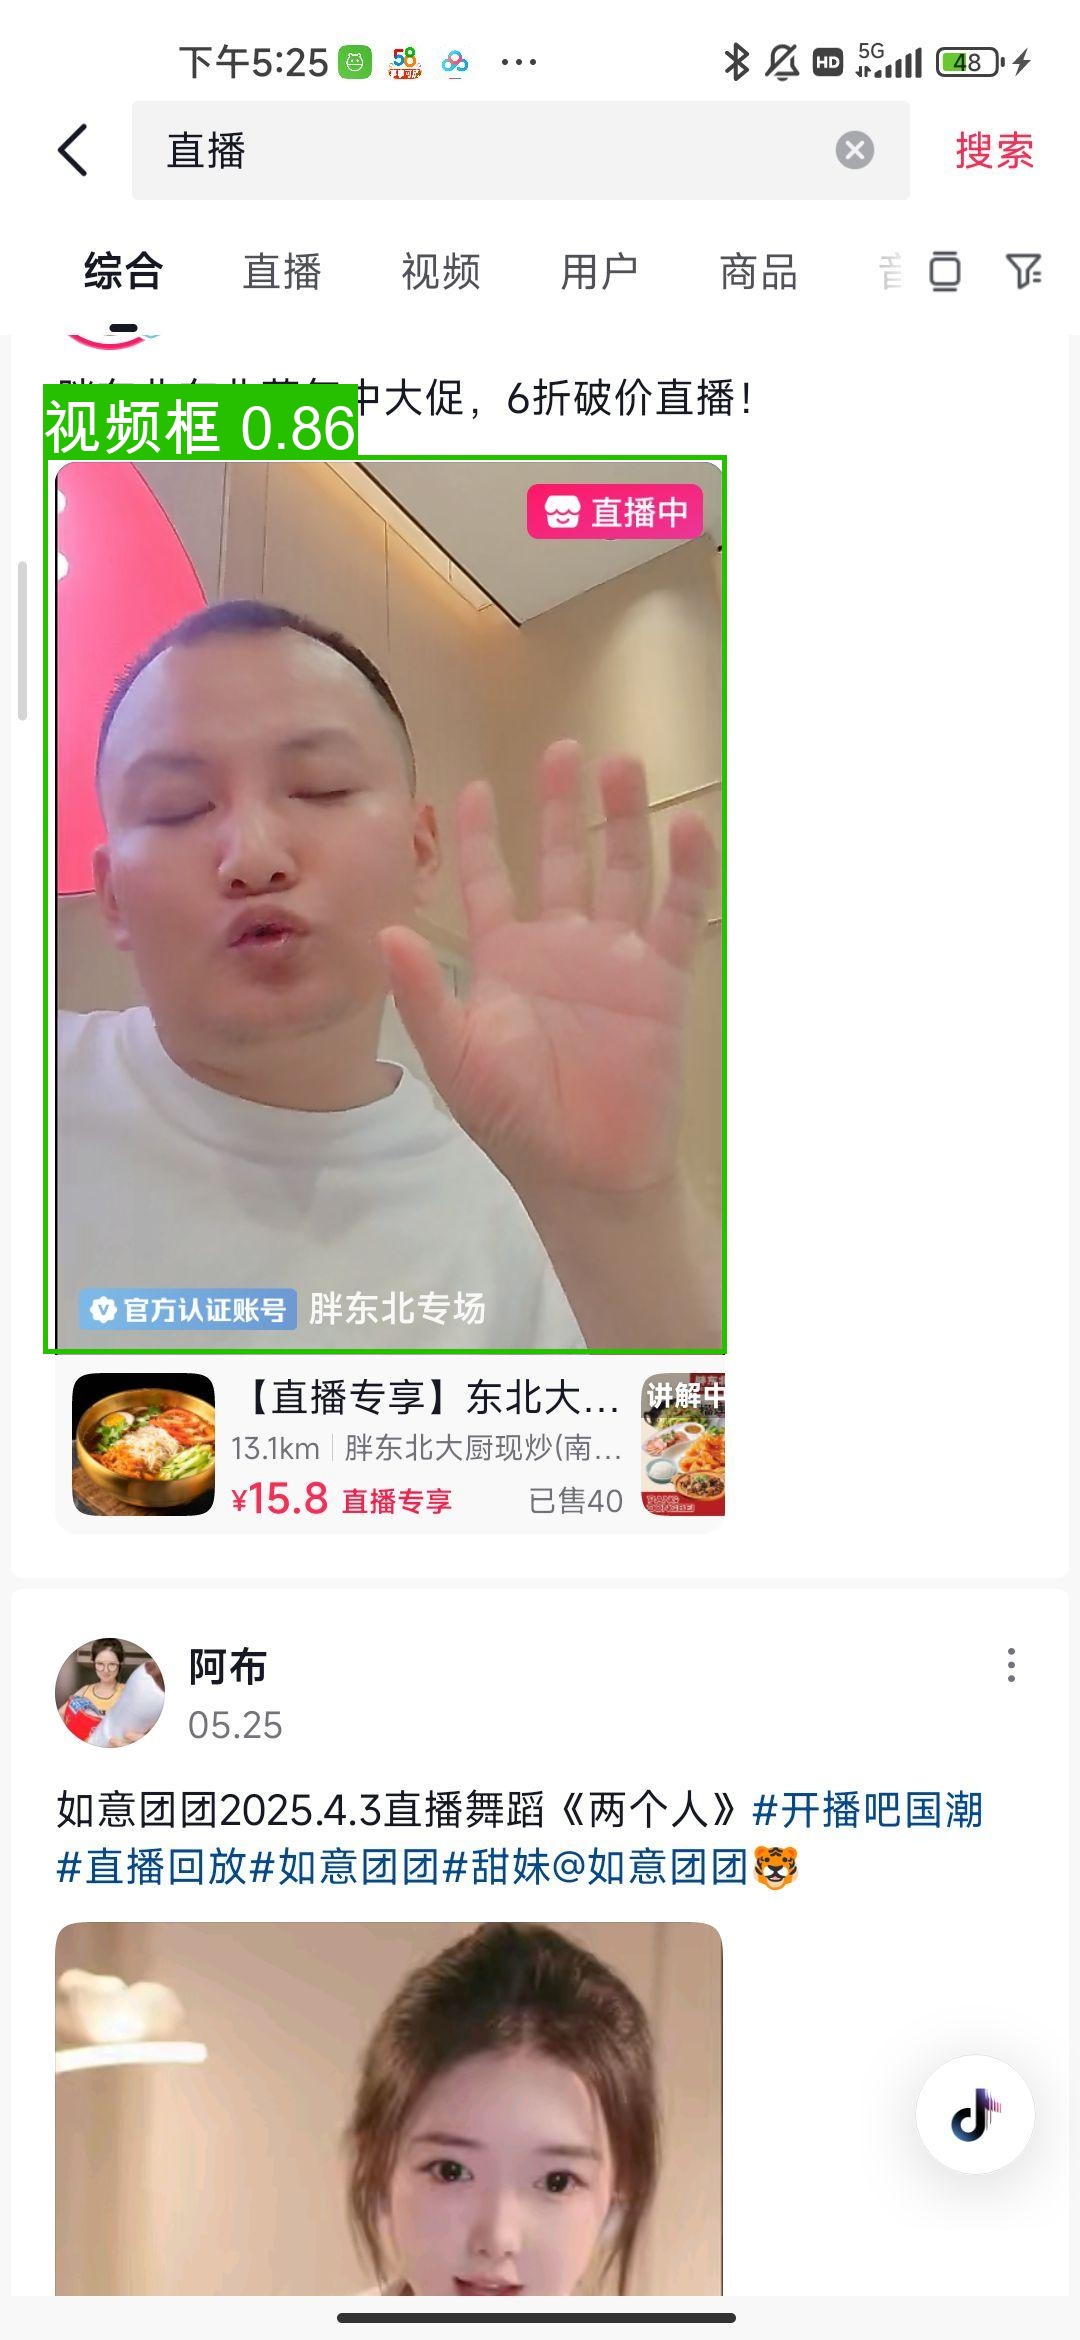 下午5:25
58
HD
5G
48
直播
搜索
综合
直播
视频
用户
商品
中大促，6折破价直播！
视频框 0.86
直播中
官方认证账号 胖东北专场
【直播专享】东北大...
讲解中
13.1km 胖东北大厨现炒(南...
¥15.8 直播专享 已售40
阿布
05.25
如意团团2025.4.3直播舞蹈《两个人》#开播吧国潮
#直播回放#如意团团#甜妹@如意团团🐯